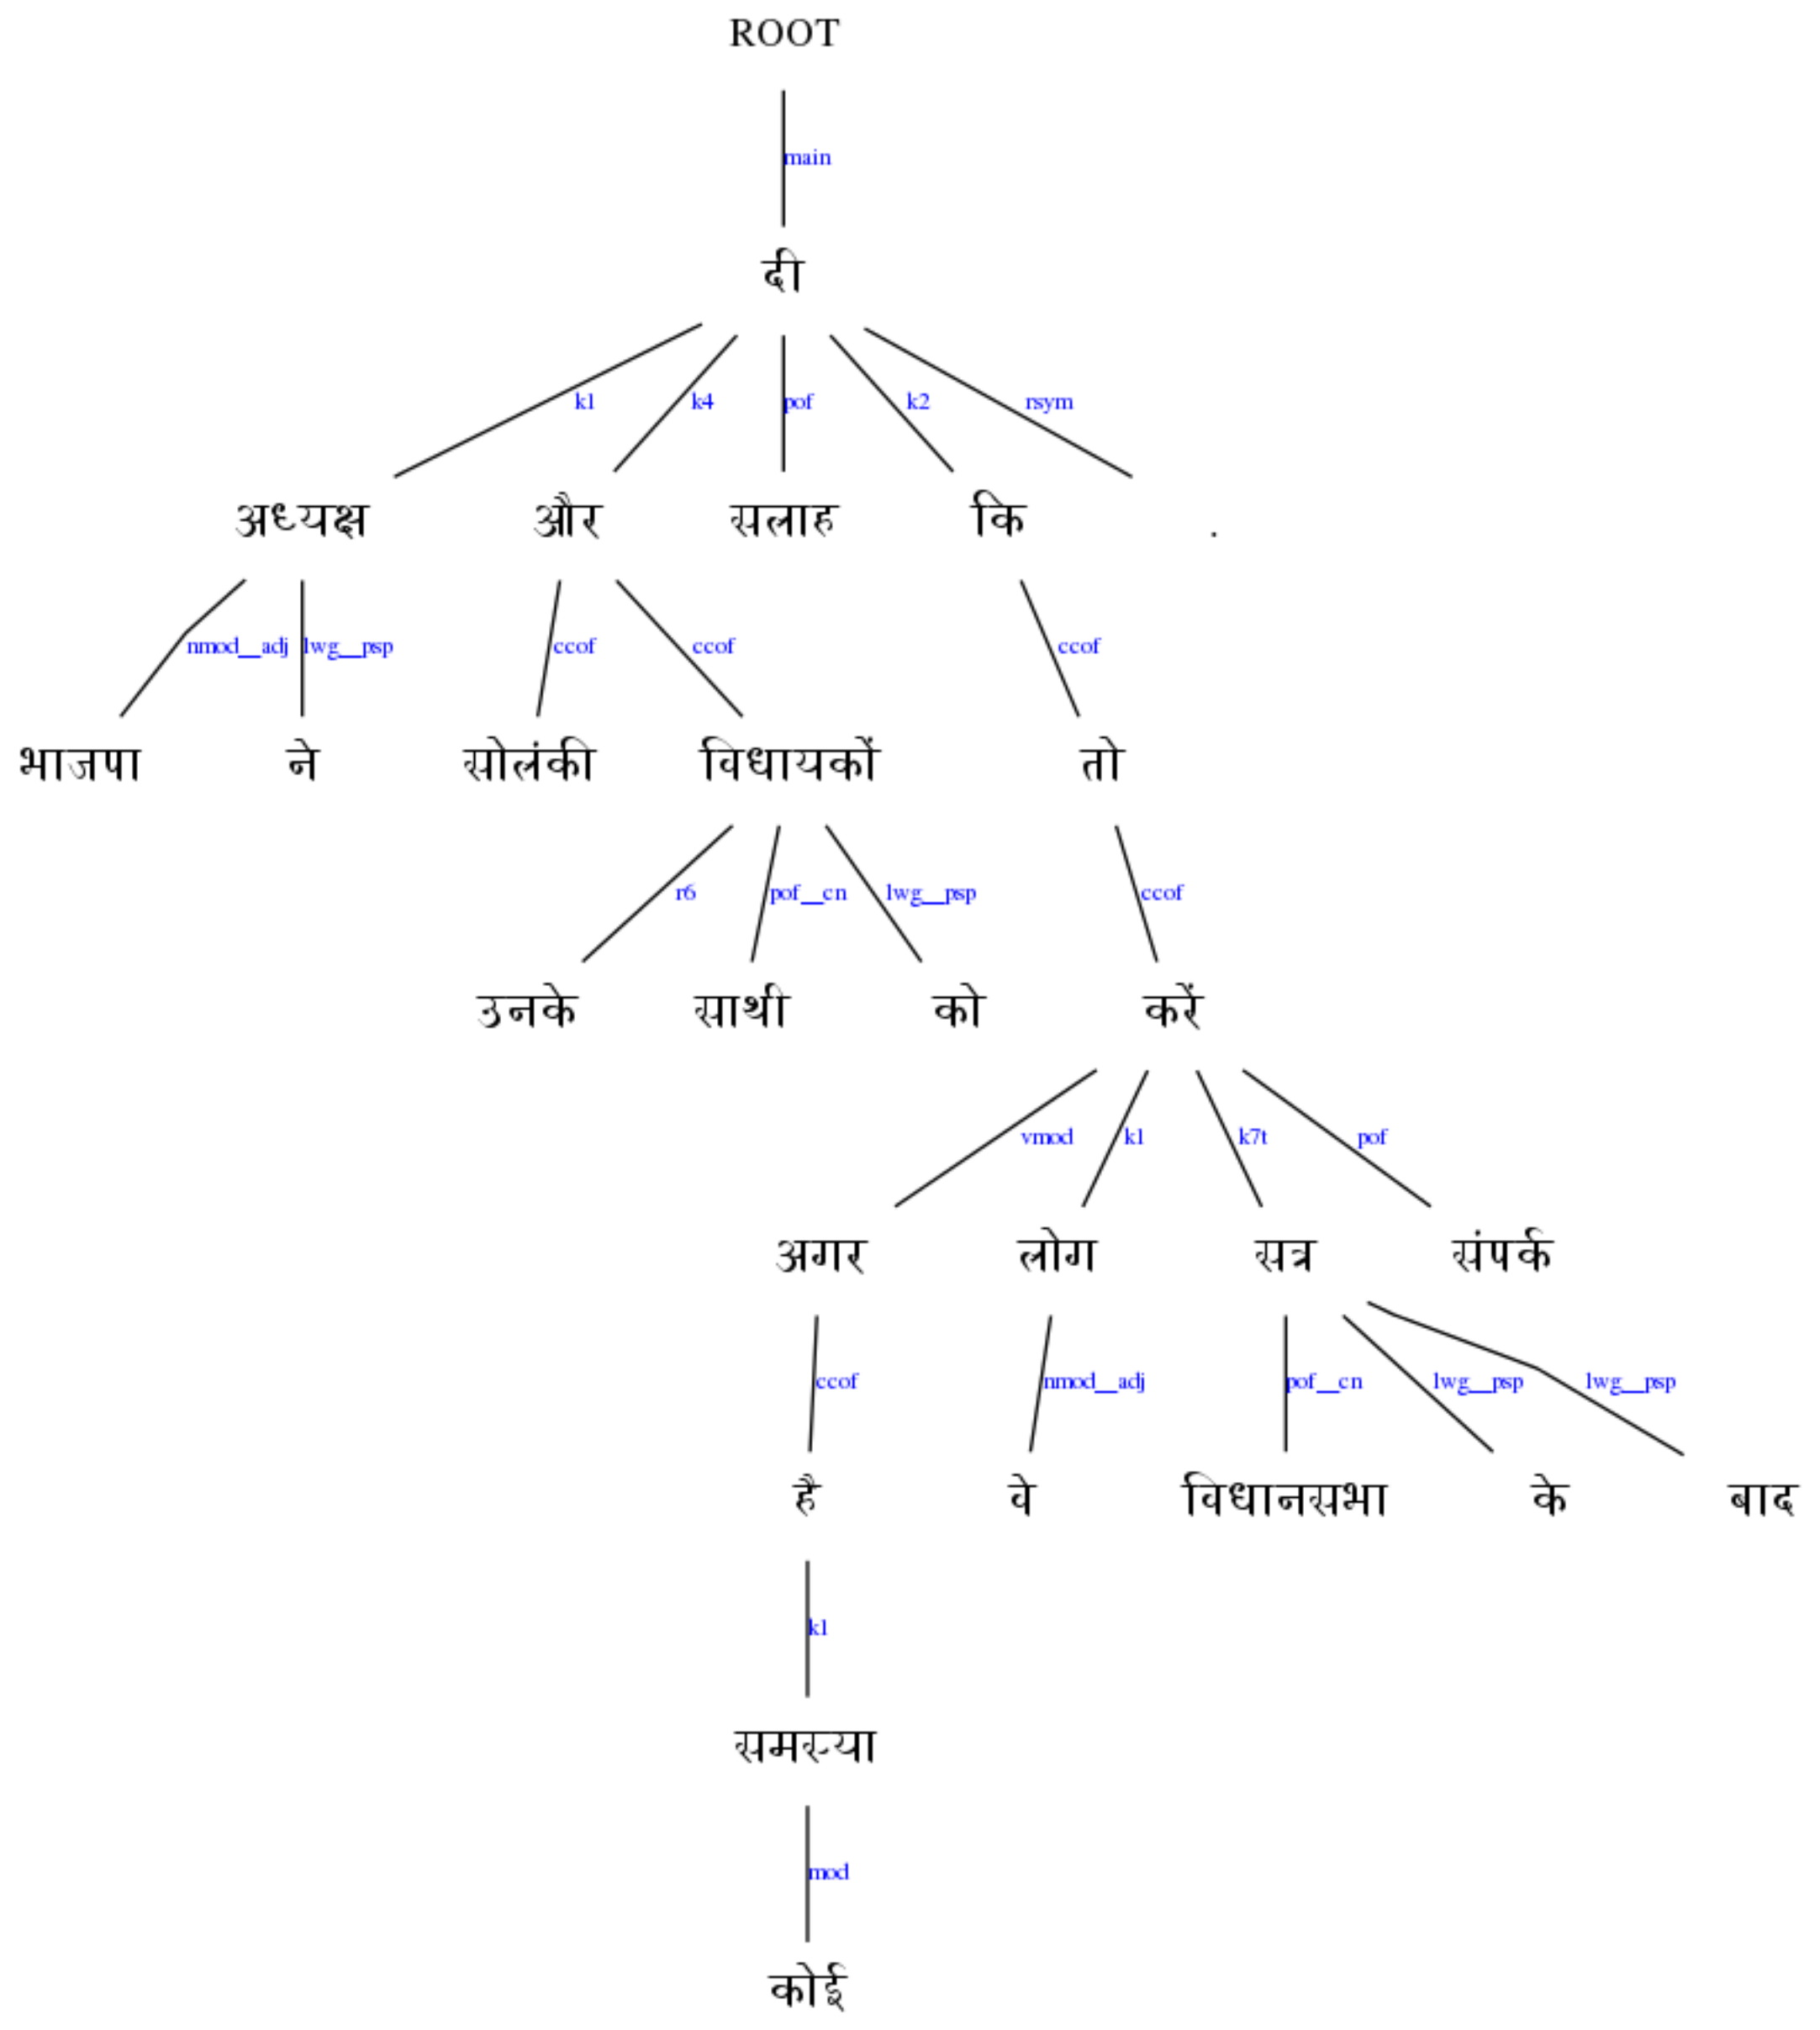 ROOT
main
दी
k1 k4 pof k2 rsym
अध्यक्ष और सलाह कि .
nmod__adj lwg__psp ccof ccof ccof
भाजपा ने सोलंकी विधायकों तो
r6 pof__cn lwg__psp ccof
उनके साथी को करें
vmod k1 k7t pof
अगर लोग सत्र संपर्क
ccof nmod__adj pof__cn lwg__psp lwg__psp
है वे विधानसभा के बाद
k1
समस्या
mod
कोई